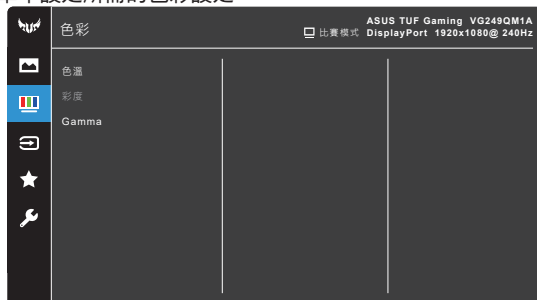 色彩
比賽模式
ASUS TUF Gaming VG249QM1A
DisplayPort 1920x1080@ 240Hz
色溫
彩度
Gamma